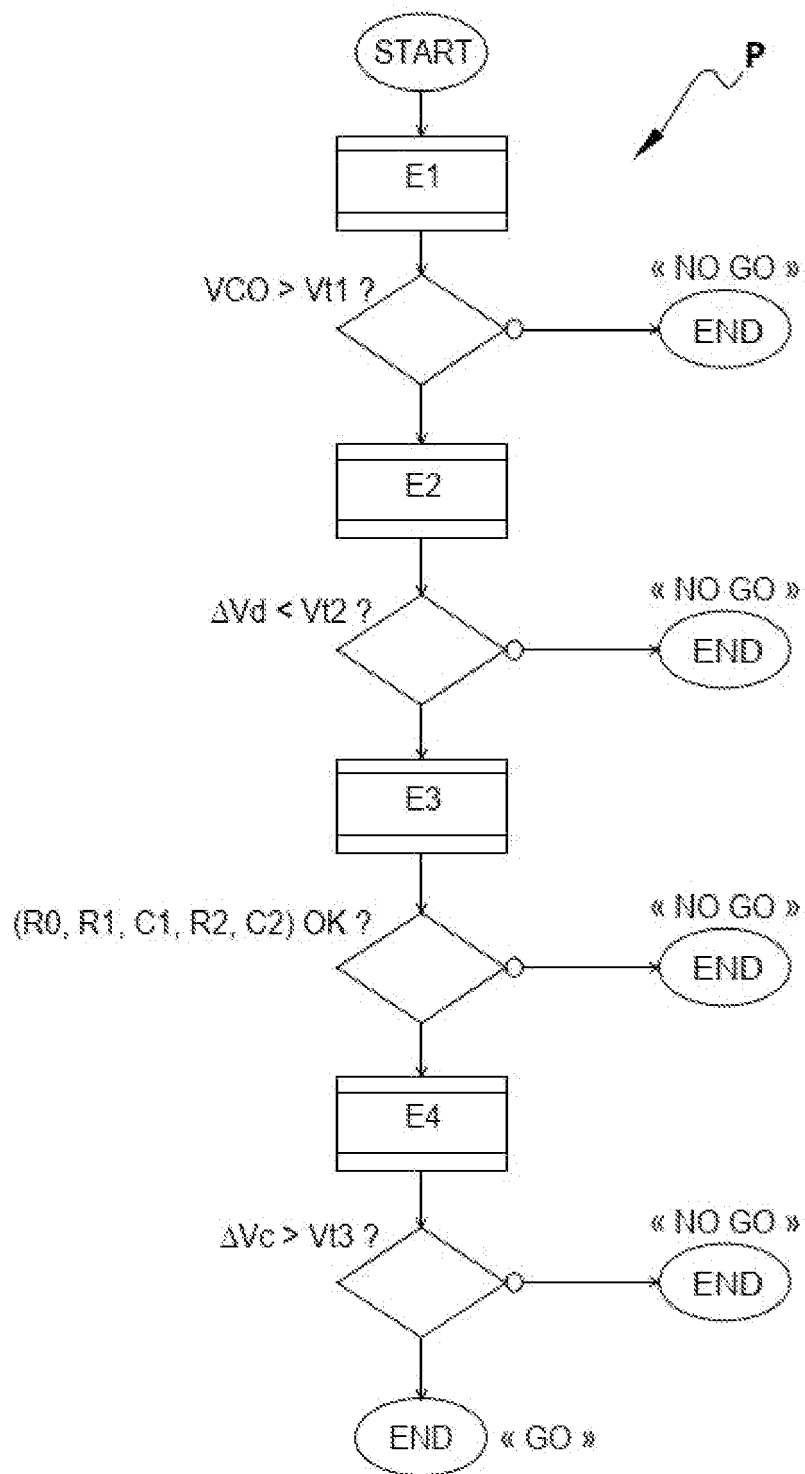 START
P
E1
VCO > Vt1 ?
« NO GO »
END
E2
ΔVd < Vt2 ?
« NO GO »
END
E3
(R0, R1, C1, R2, C2) OK ?
« NO GO »
END
E4
ΔVc > Vt3 ?
« NO GO »
END
END « GO »